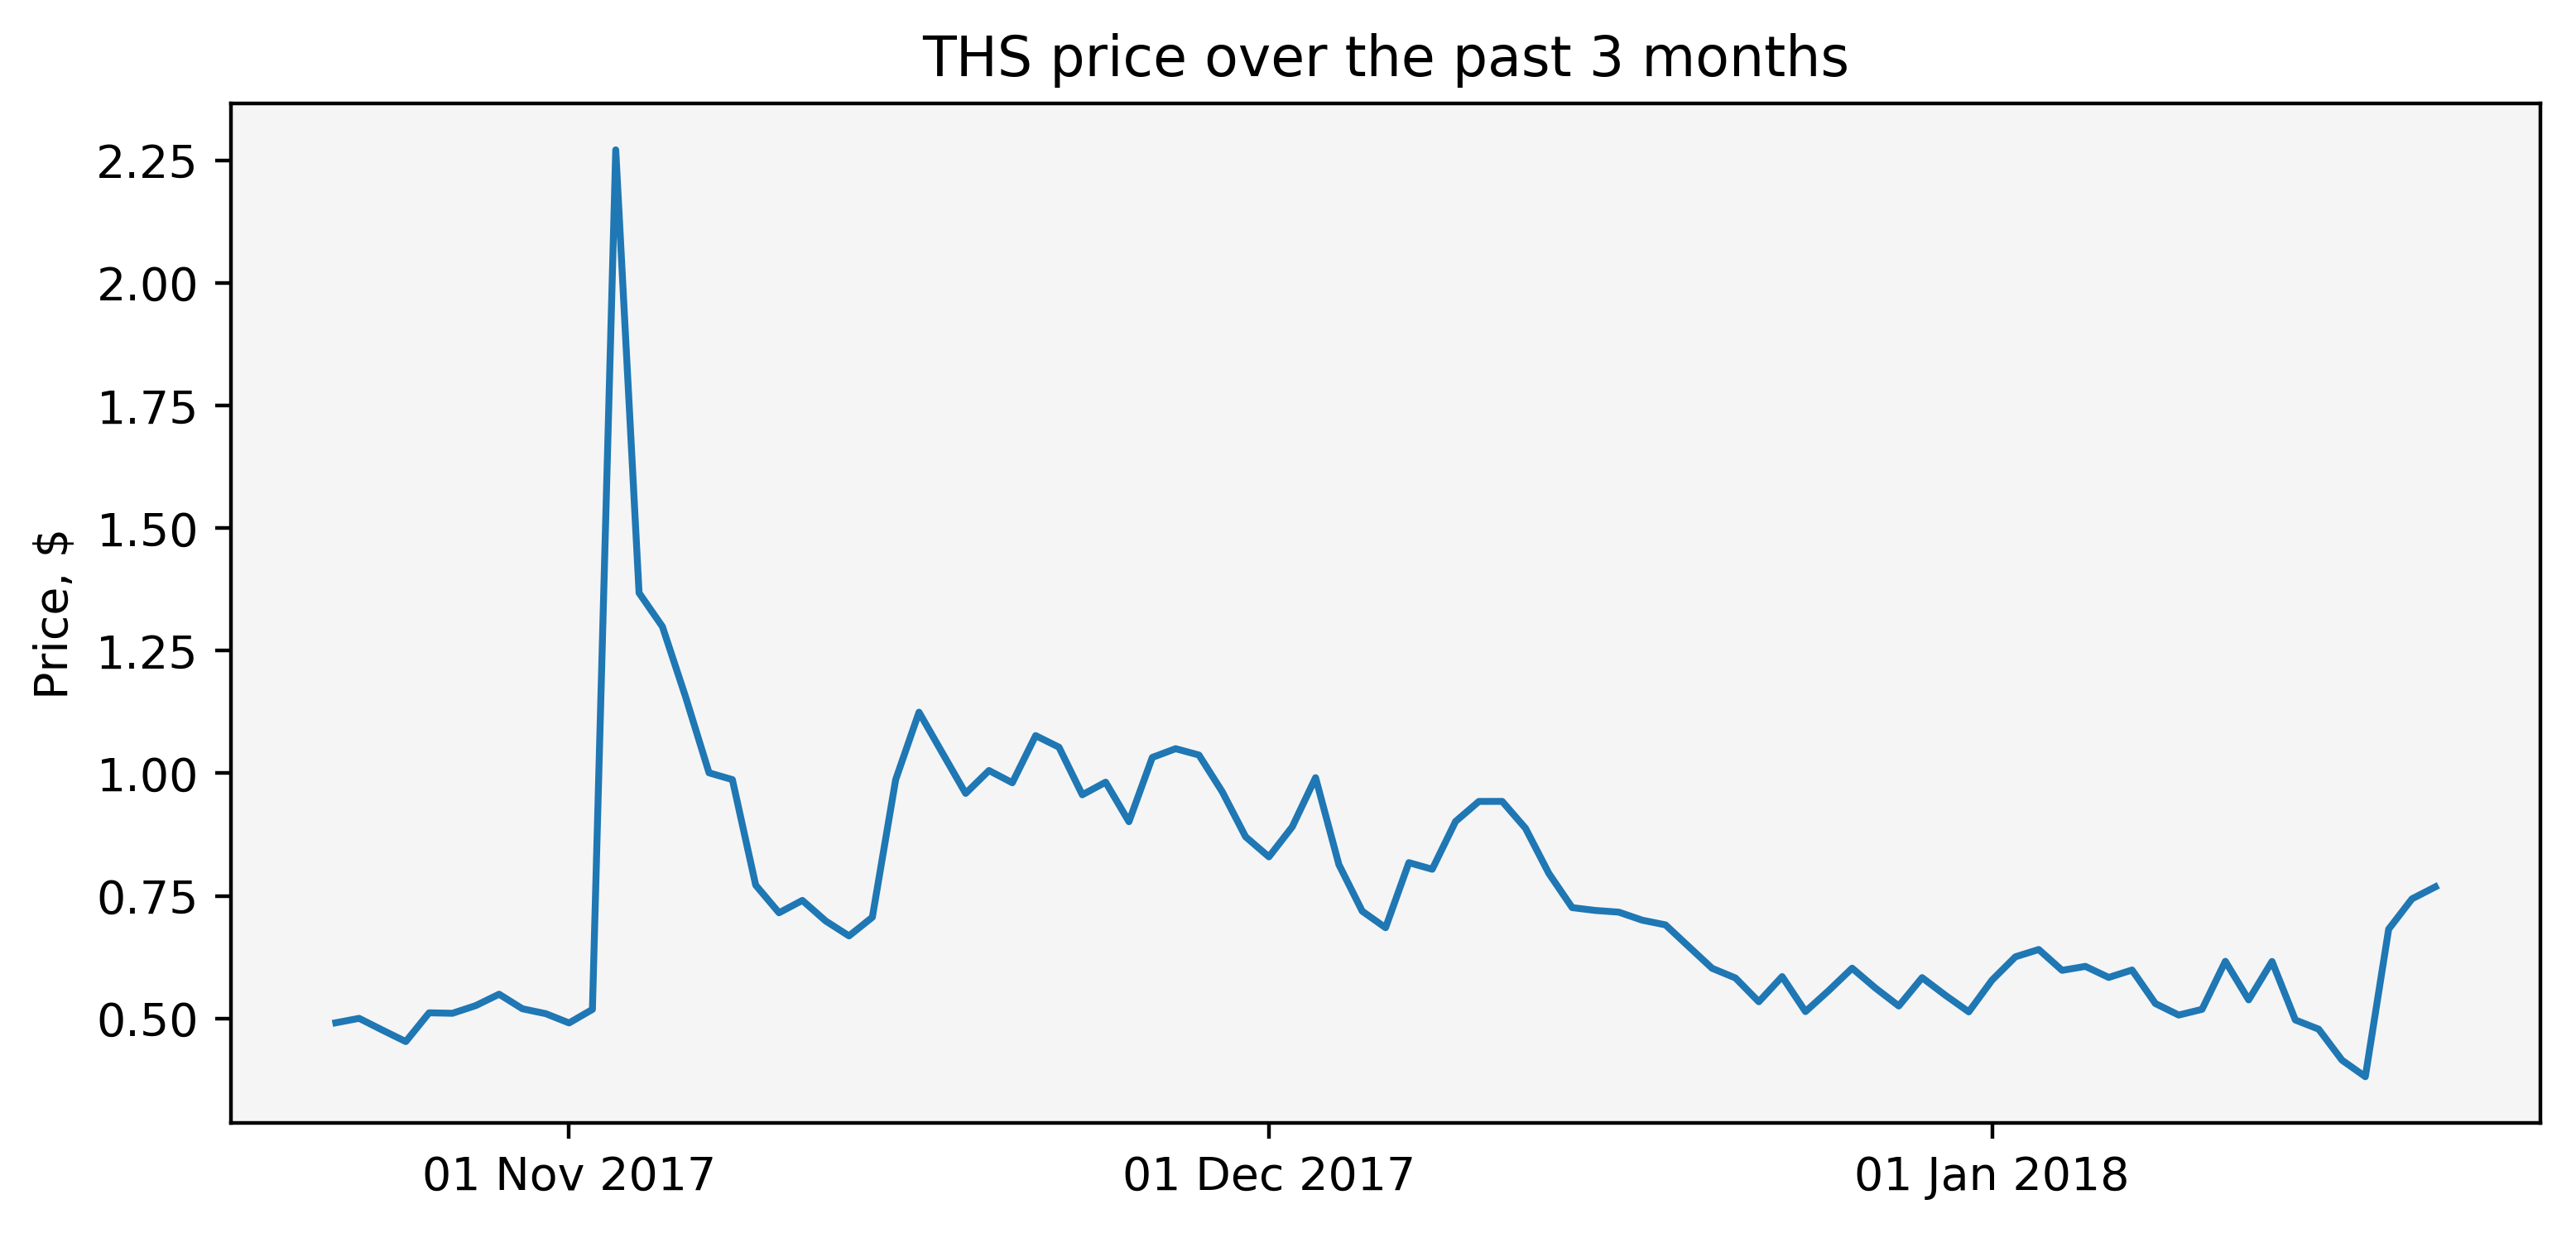 THS price over the past 3 months
Price, $
2.25
2.00
1.75
1.50
1.25
1.00
0.75
0.50
01 Nov 2017
01 Dec 2017
01 Jan 2018